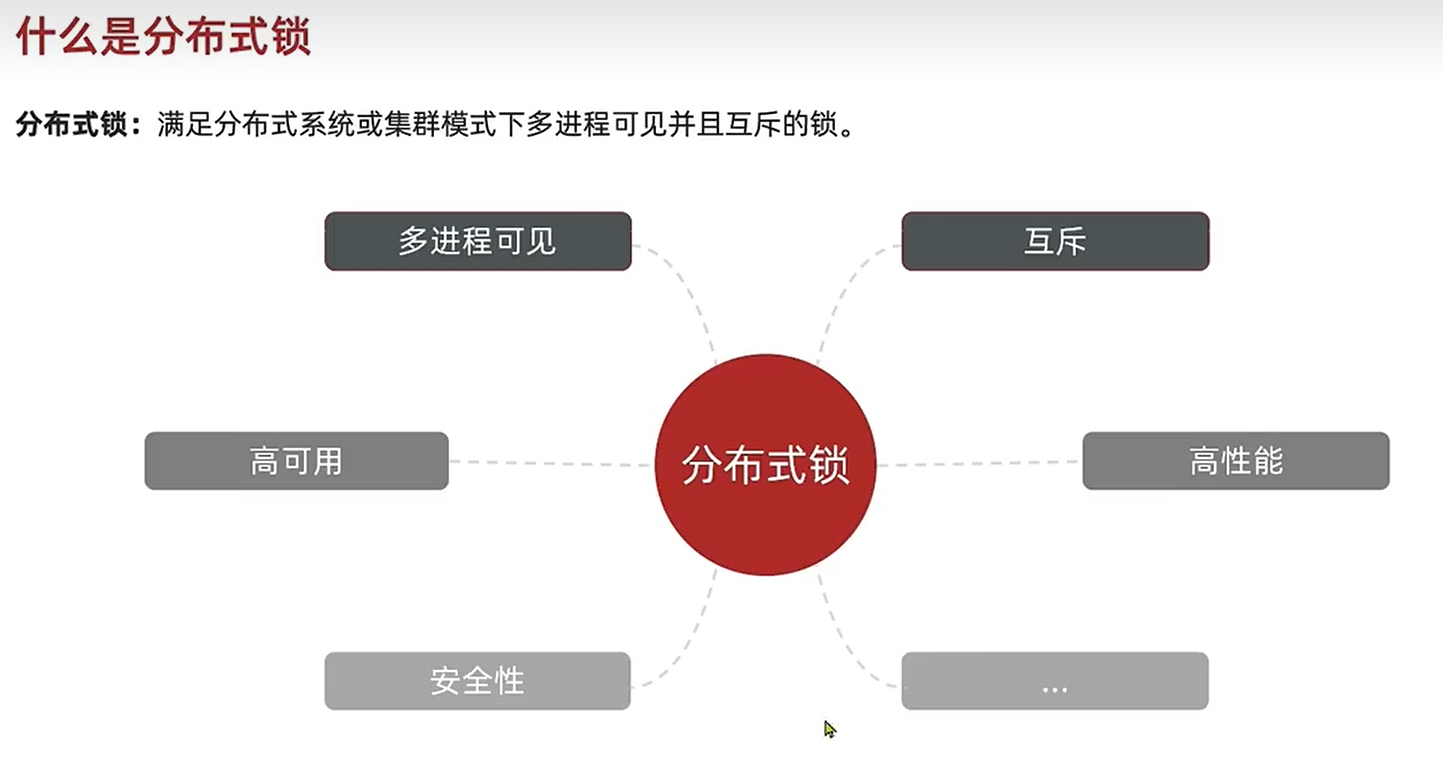 什么是分布式锁
分布式锁：满足分布式系统或集群模式下多进程可见并且互斥的锁。
多进程可见
互斥
高可用
分布式锁
高性能
安全性
...